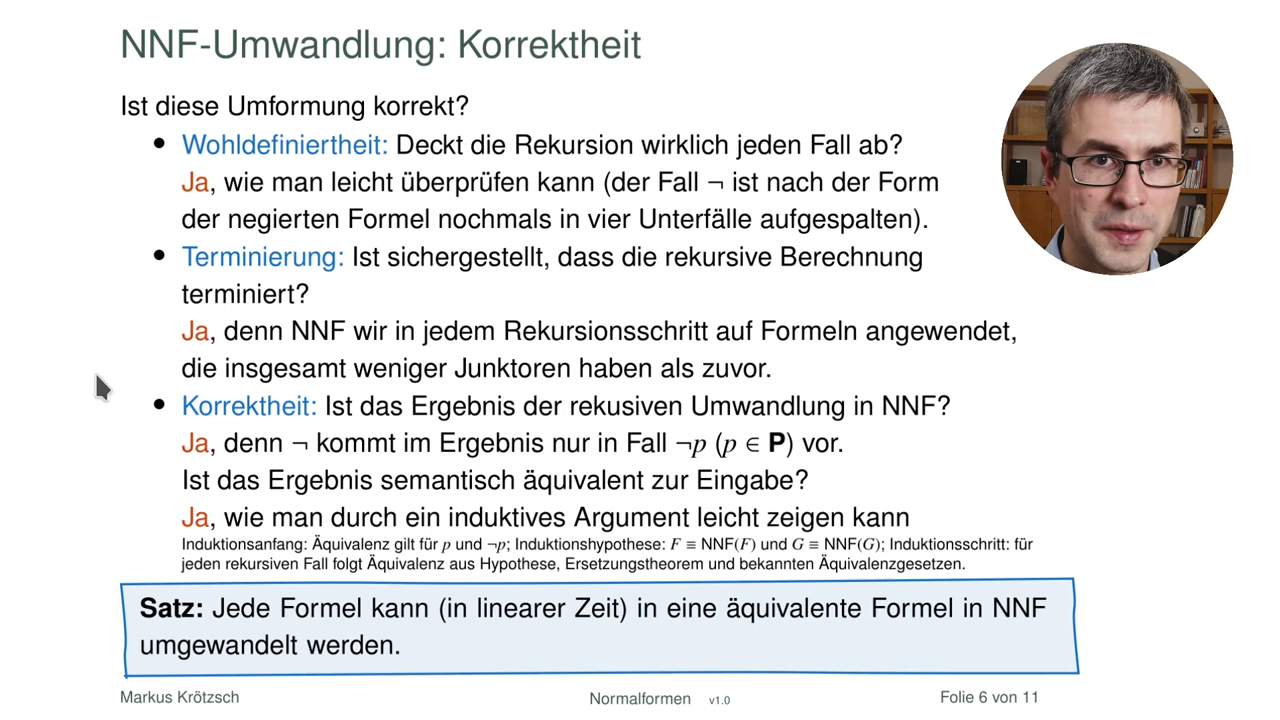 NNF-Umwandlung: Korrektheit
Ist diese Umformung korrekt?
• Wohldefiniertheit: Deckt die Rekursion wirklich jeden Fall ab?
Ja, wie man leicht überprüfen kann (der Fall ¬ ist nach der Form
der negierten Formel nochmals in vier Unterfälle aufgespalten).
• Terminierung: Ist sichergestellt, dass die rekursive Berechnung
terminiert?
Ja, denn NNF wir in jedem Rekursionsschritt auf Formeln angewendet,
die insgesamt weniger Junktoren haben als zuvor.
• Korrektheit: Ist das Ergebnis der rekusiven Umwandlung in NNF?
Ja, denn ¬ kommt im Ergebnis nur in Fall ¬p (p ∈ P) vor.
Ist das Ergebnis semantisch äquivalent zur Eingabe?
Ja, wie man durch ein induktives Argument leicht zeigen kann
Induktionsanfang: Äquivalenz gilt für p und ¬p; Induktionshypothese: F ≡ NNF(F) und G ≡ NNF(G); Induktionsschritt: für
jeden rekursiven Fall folgt Äquivalenz aus Hypothese, Ersetzungstheorem und bekannten Äquivalenzgesetzen.
Satz: Jede Formel kann (in linearer Zeit) in eine äquivalente Formel in NNF
umgewandelt werden.
Markus Krötzsch Normalformen v1.0 Folie 6 von 11